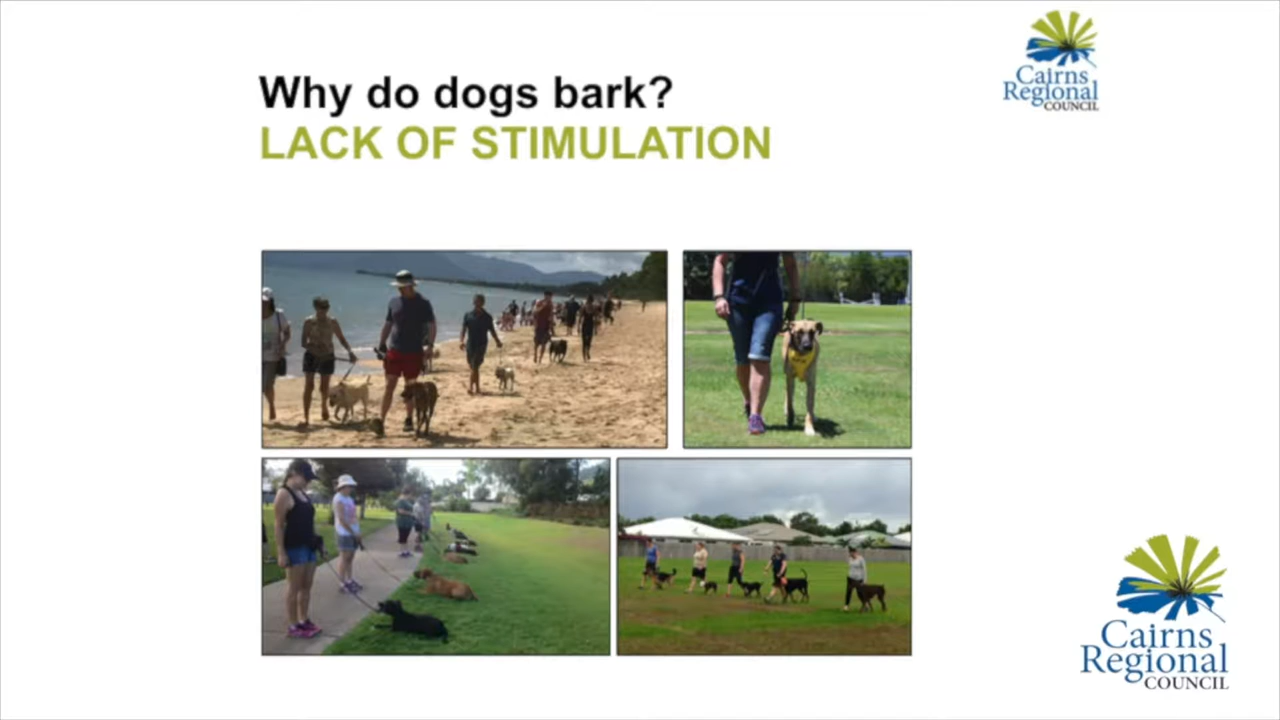 Why do dogs bark?
LACK OF STIMULATION
Cairns
Regional
COUNCIL
Cairns
Regional
COUNCIL